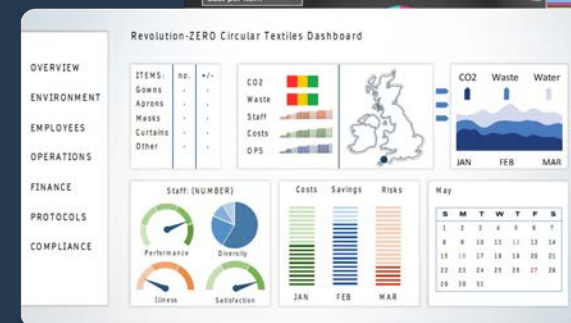 Revolution-ZERO Circular Textiles Dashboard
OVERVIEW
ENVIRONMENT
EMPLOYEES
OPERATIONS
FINANCE
PROTOCOLS
COMPLIANCE
ITEMS: np. +/-
Gowns - -
Aprons - -
Masks - -
Curtains - -
Other - -
CO2
Waste
Staff
Costs
OPS
CO2 Waste Water
JAN FEB MAR
Staff: (NUMBER)
Performance Diversity
Illness Satisfaction
Costs Savings Risks
JAN FEB MAR
May
S M T W T F S
1 2 3 4 5 6 7
8 9 10 11 12 13 14
15 16 17 18 19 20 21
22 23 24 25 26 27 28
29 30 31